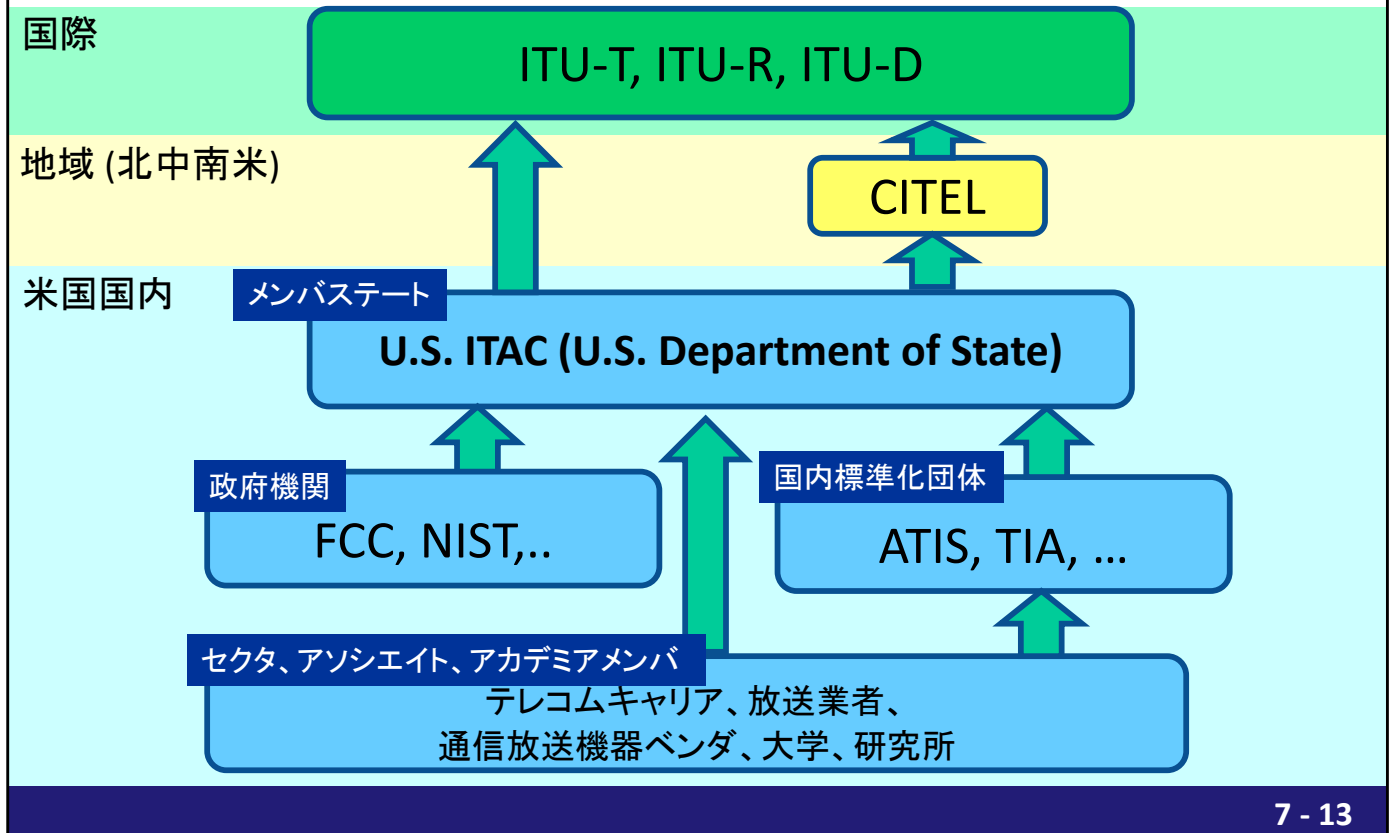 国際
ITU-T, ITU-R, ITU-D
地域 (北中南米)
CITEL
米国国内
メンバステート
U.S. ITAC (U.S. Department of State)
政府機関
FCC, NIST,..
国内標準化団体
ATIS, TIA, …
セクタ、アソシエイト、アカデミアメンバ
テレコムキャリア、放送業者、
通信放送機器ベンダ、大学、研究所
7 - 13